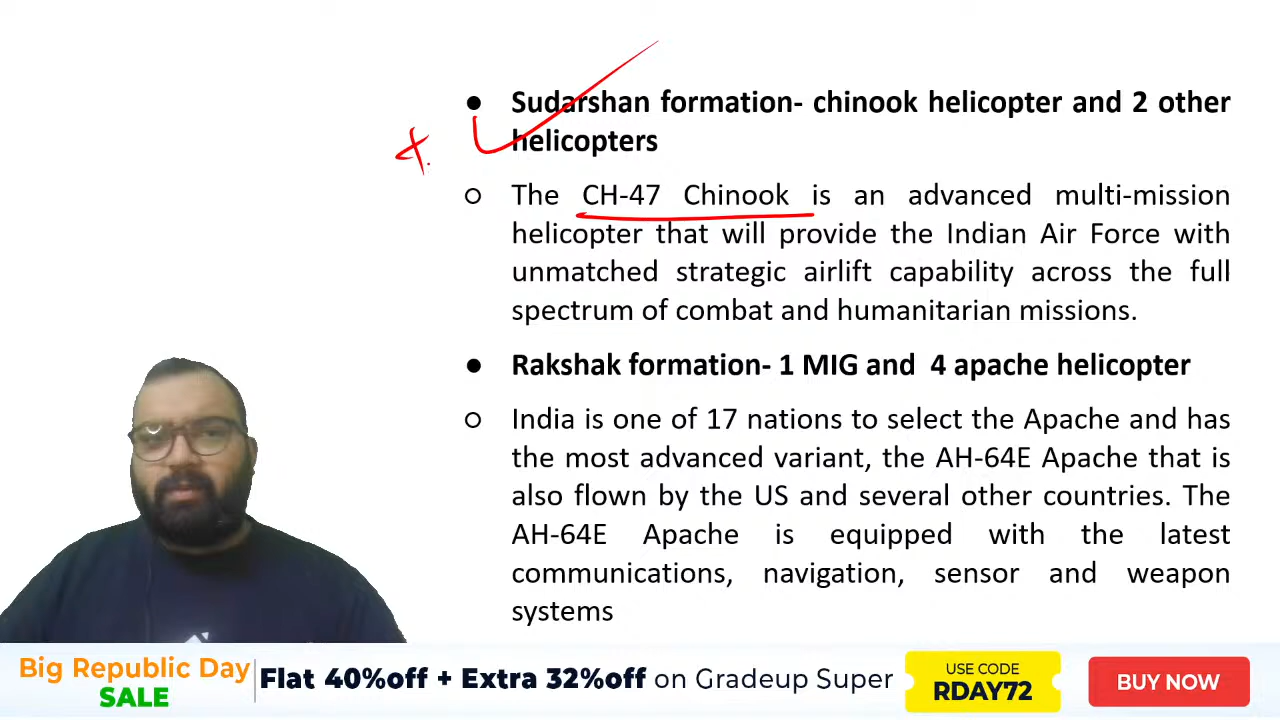 ● Sudarshan formation- chinook helicopter and 2 other
helicopters
○ The CH-47 Chinook is an advanced multi-mission
helicopter that will provide the Indian Air Force with
unmatched strategic airlift capability across the full
spectrum of combat and humanitarian missions.
● Rakshak formation- 1 MIG and 4 apache helicopter
○ India is one of 17 nations to select the Apache and has
the most advanced variant, the AH-64E Apache that is
also flown by the US and several other countries. The
AH-64E Apache is equipped with the latest
communications, navigation, sensor and weapon
systems
Big Republic Day
SALE
Flat 40%off + Extra 32%off on Gradeup Super
USE CODE
RDAY72
BUY NOW